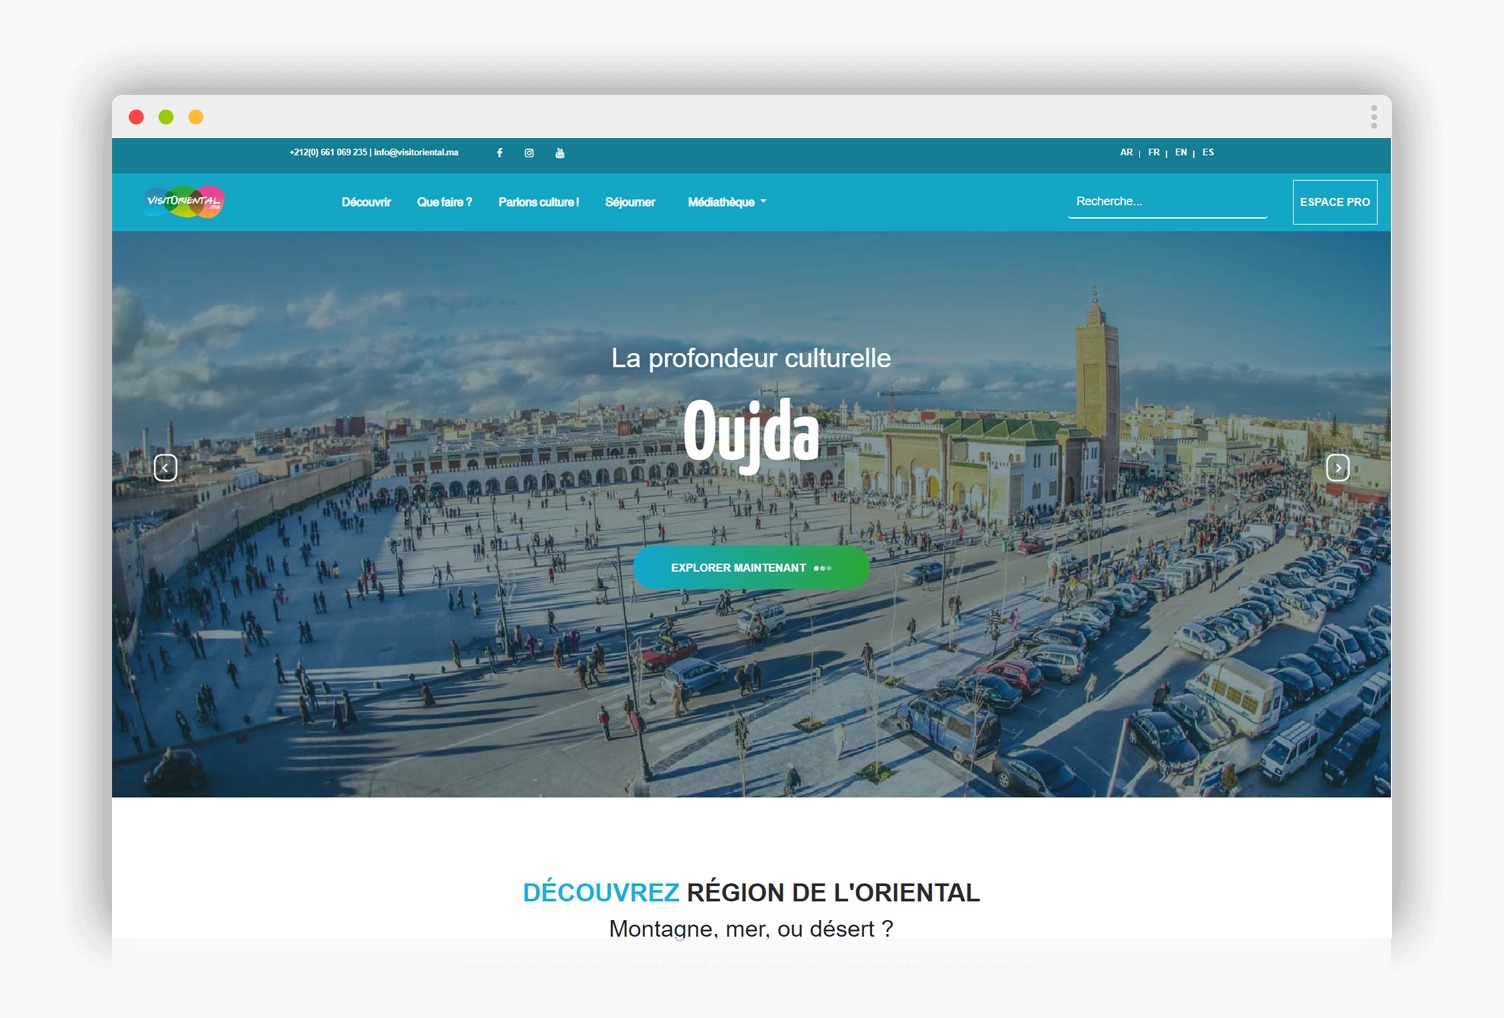 +212(0) 661 069 235 | info@visitoriental.ma
AR | FR | EN | ES
VISITORIENTAL
.ma
Découvrir
Que faire ?
Parlons culture !
Séjourner
Médiathèque
Recherche...
ESPACE PRO
La profondeur culturelle
Oujda
EXPLORER MAINTENANT
DÉCOUVREZ RÉGION DE L'ORIENTAL
Montagne, mer, ou désert ?